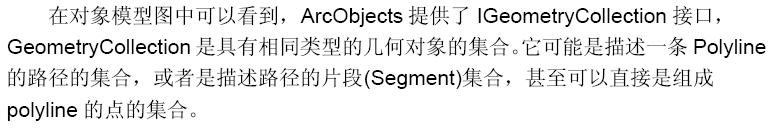 在对象模型图中可以看到，ArcObjects 提供了 IGeometryCollection 接口，
GeometryCollection 是具有相同类型的几何对象的集合。它可能是描述一条 Polyline
的路径的集合，或者是描述路径的片段(Segment)集合，甚至可以直接是组成
polyline 的点的集合。